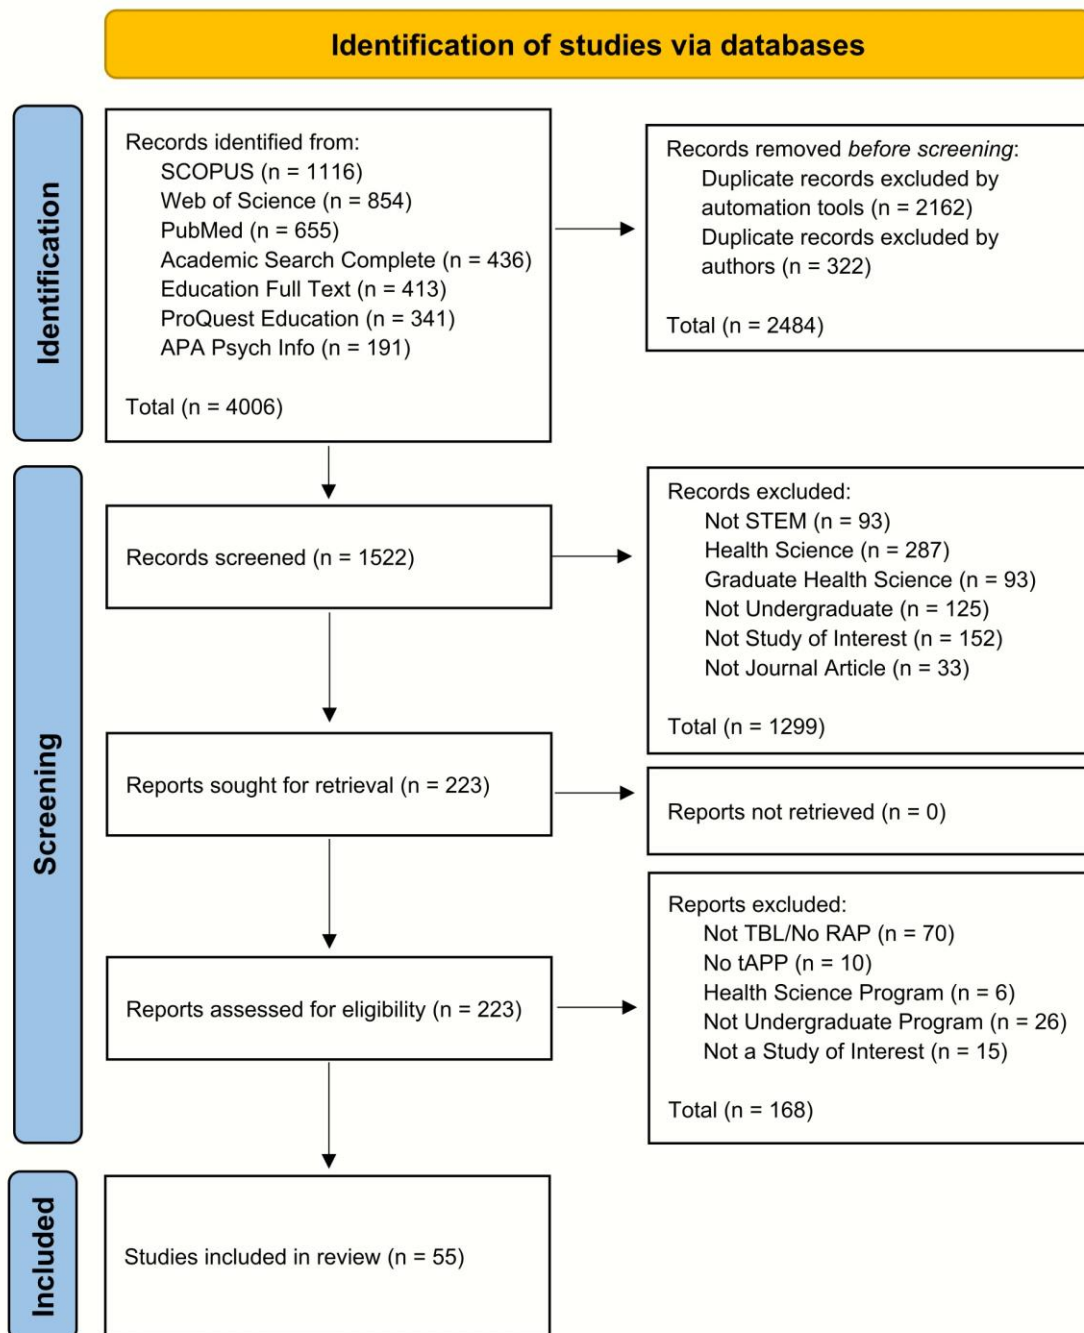 Identification of studies via databases
Identification
Records identified from:
SCOPUS (n = 1116)
Web of Science (n = 854)
PubMed (n = 655)
Academic Search Complete (n = 436)
Education Full Text (n = 413)
ProQuest Education (n = 341)
APA Psych Info (n = 191)
Total (n = 4006)
Records removed before screening:
Duplicate records excluded by
automation tools (n = 2162)
Duplicate records excluded by
authors (n = 322)
Total (n = 2484)
Screening
Records screened (n = 1522)
Records excluded:
Not STEM (n = 93)
Health Science (n = 287)
Graduate Health Science (n = 93)
Not Undergraduate (n = 125)
Not Study of Interest (n = 152)
Not Journal Article (n = 33)
Total (n = 1299)
Reports sought for retrieval (n = 223)
Reports not retrieved (n = 0)
Reports assessed for eligibility (n = 223)
Reports excluded:
Not TBL/No RAP (n = 70)
No tAPP (n = 10)
Health Science Program (n = 6)
Not Undergraduate Program (n = 26)
Not a Study of Interest (n = 15)
Total (n = 168)
Included
Studies included in review (n = 55)